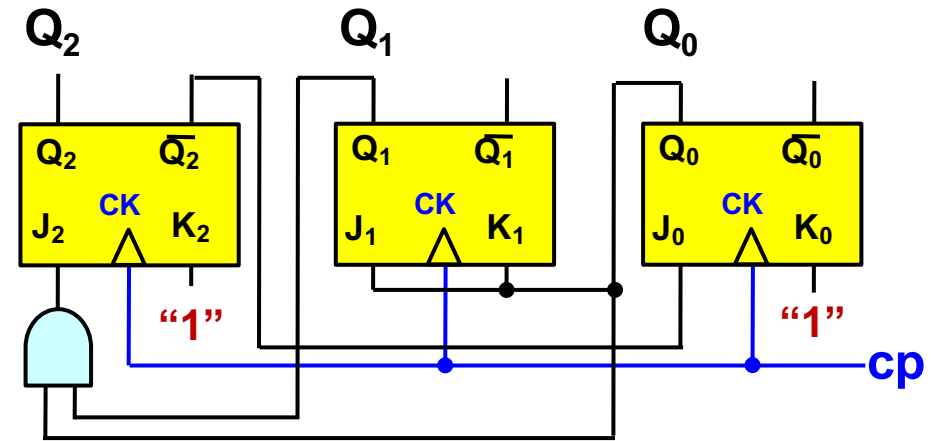 Q₂ Q₁ Q₀
Q₂ Q̅₂ Q₁ Q̅₁ Q₀ Q̅₀
CK CK CK
J₂ K₂ J₁ K₁ J₀ K₀
“1” “1”
cp